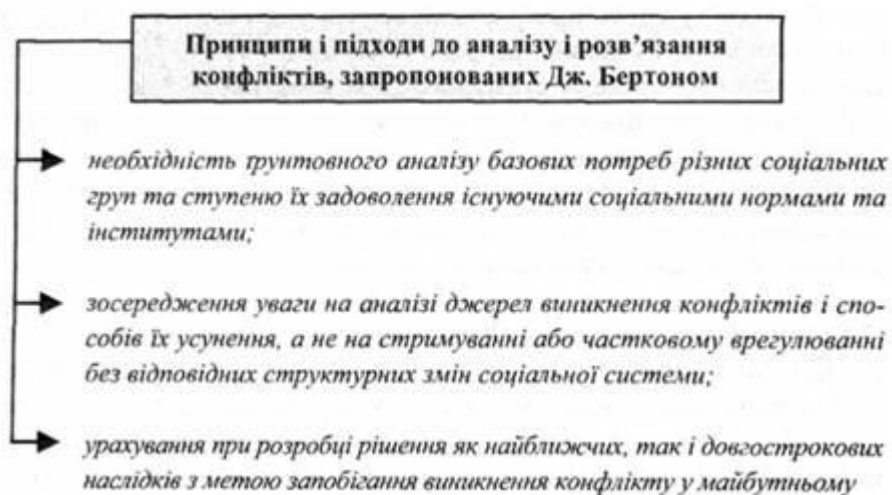 Принципи і підходи до аналізу і розв'язання
конфліктів, запропонованих Дж. Бертоном
необхідність ґрунтовного аналізу базових потреб різних соціальних
груп та ступеню їх задоволення існуючими соціальними нормами та
інститутами;
зосередження уваги на аналізі джерел виникнення конфліктів і спо-
собів їх усунення, а не на стримуванні або частковому врегулюванні
без відповідних структурних змін соціальної системи;
урахування при розробці рішення як найближчих, так і довгострокових
наслідків з метою запобігання виникнення конфлікту у майбутньому